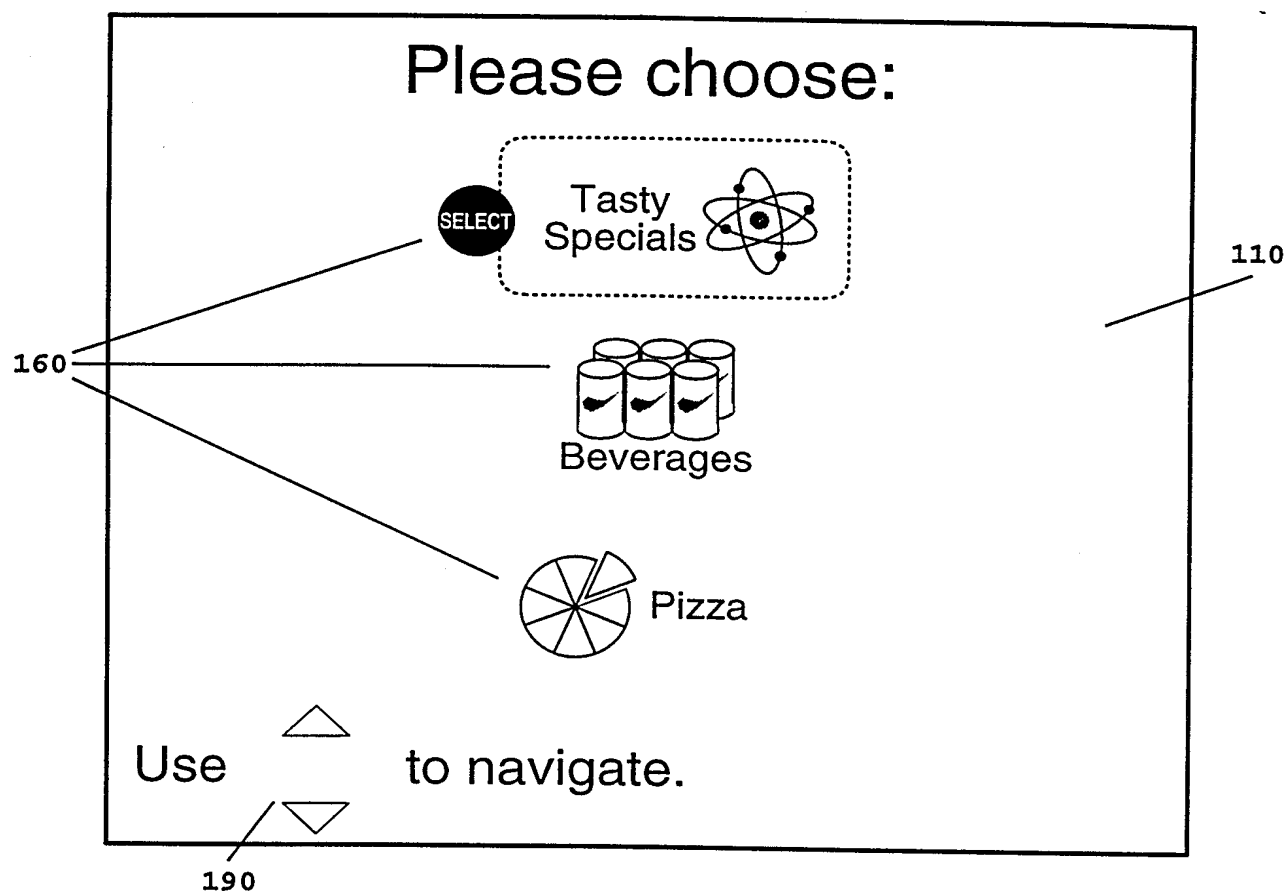 Please choose:
SELECT
Tasty
Specials
110
160
Beverages
Pizza
Use to navigate.
190